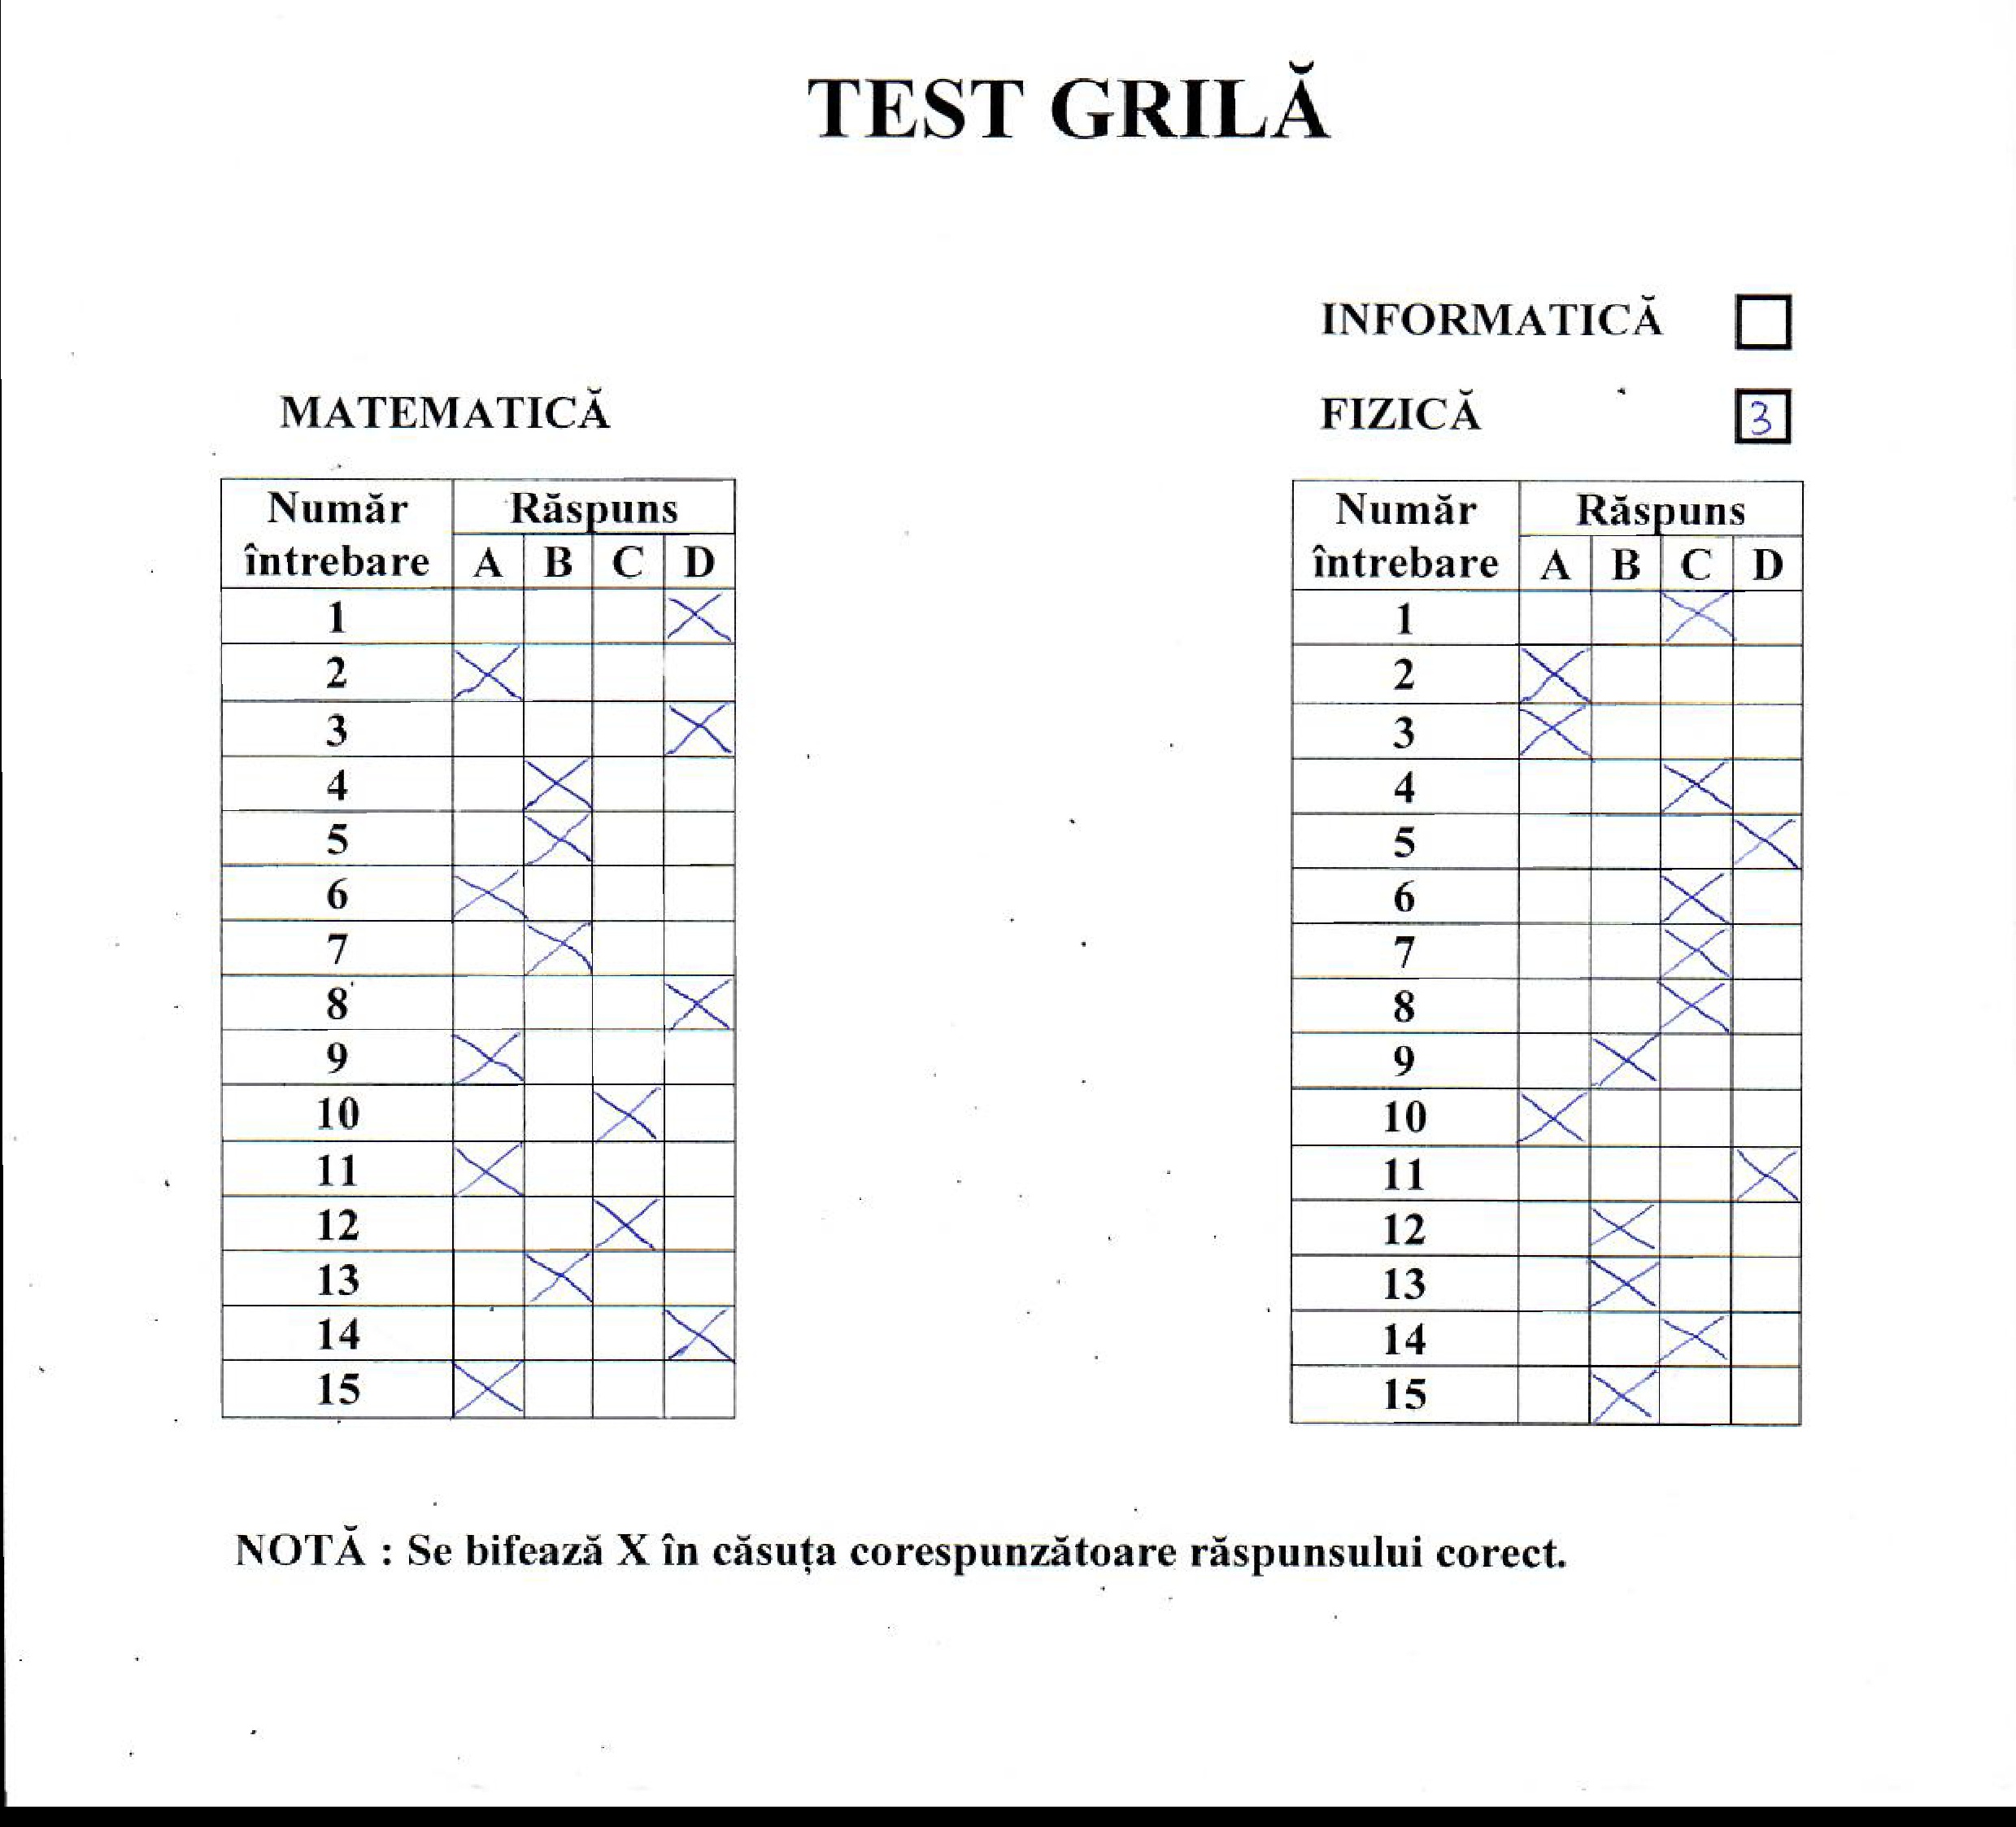 TEST GRILĂ
INFORMATICĂ
MATEMATICĂ
FIZICĂ 3
Număr întrebare Răspuns
A B C D
1 X
2 X
3 X
4 X
5 X
6 X
7 X
8 X
9 X
10 X
11 X
12 X
13 X
14 X
15 X
Număr întrebare Răspuns
A B C D
1 X
2 X
3 X
4 X
5 X
6 X
7 X
8 X
9 X
10 X
11 X
12 X
13 X
14 X
15 X
NOTĂ : Se bifează X în căsuța corespunzătoare răspunsului corect.